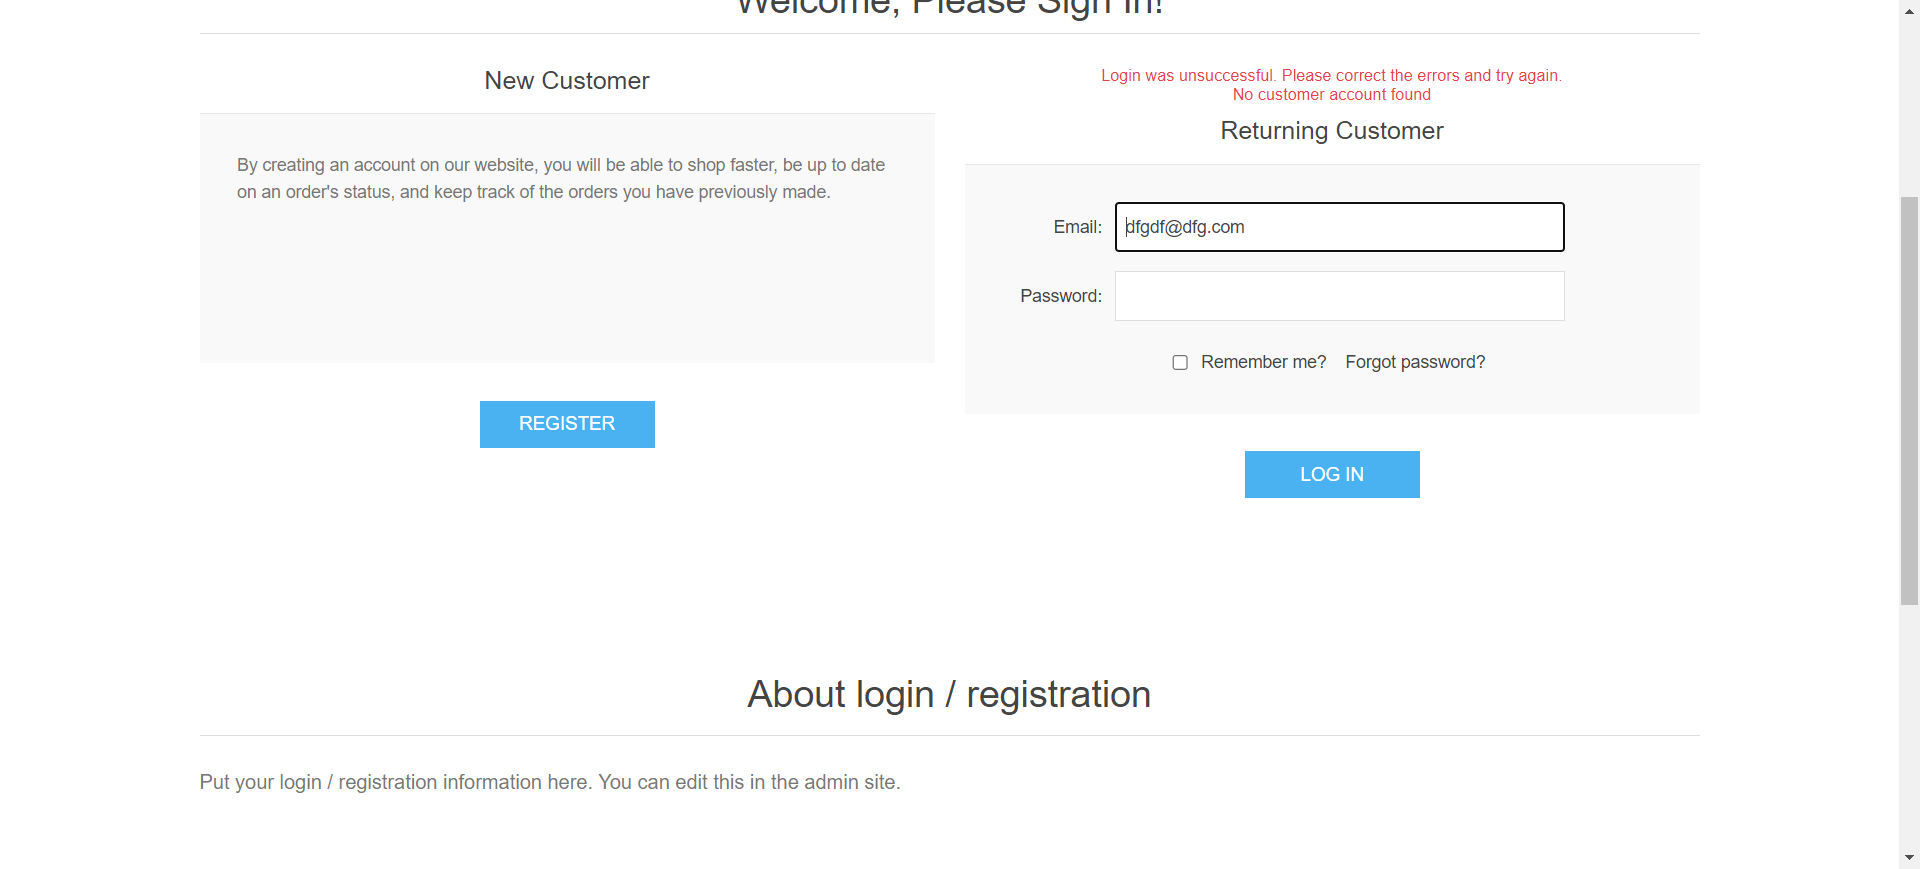 Welcome, Please Sign In!
New Customer
By creating an account on our website, you will be able to shop faster, be up to date
on an order's status, and keep track of the orders you have previously made.
REGISTER
Login was unsuccessful. Please correct the errors and try again.
No customer account found
Returning Customer
Email: dfgdf@dfg.com
Password:
Remember me? Forgot password?
LOG IN
About login / registration
Put your login / registration information here. You can edit this in the admin site.